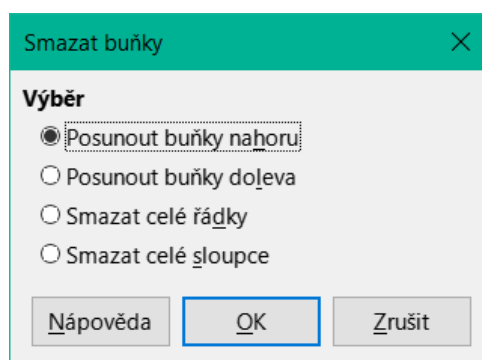 Smazat buňky
Výběr
Posunout buňky nahoru
Posunout buňky doleva
Smazat celé řádky
Smazat celé sloupce
Nápověda OK Zrušit